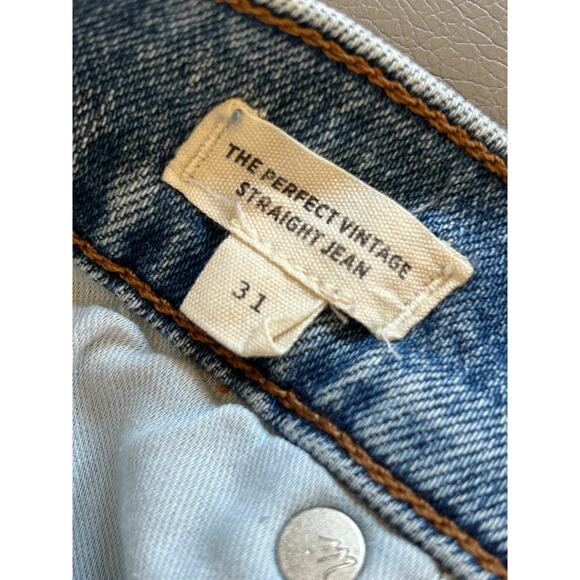 THE PERFECT VINTAGE
STRAIGHT JEAN
31